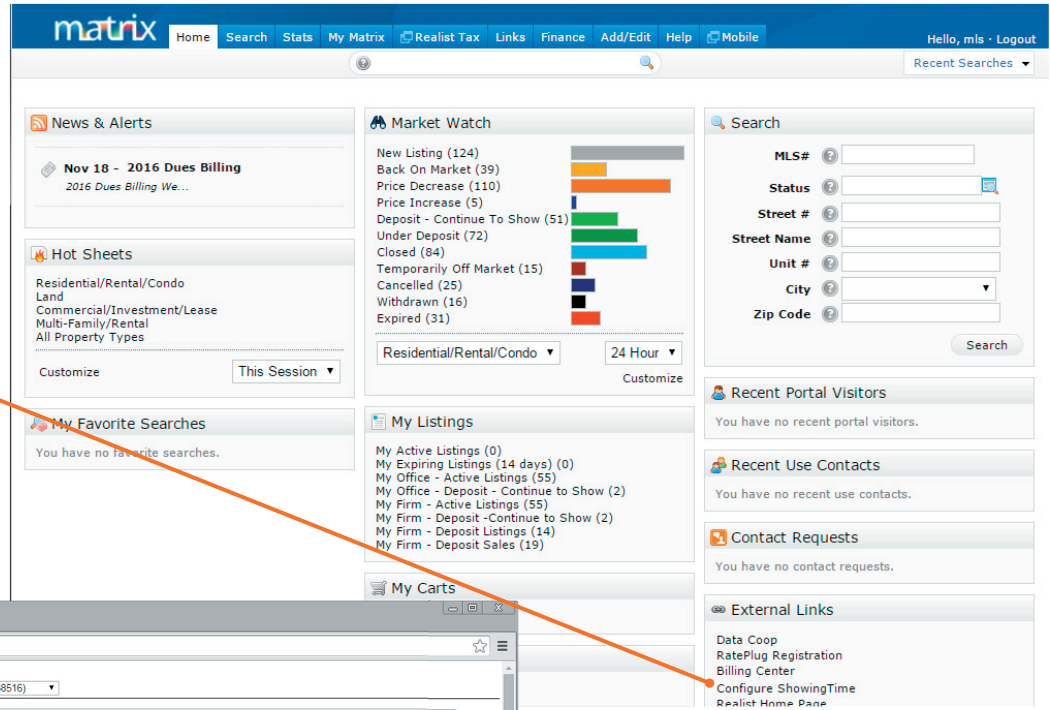 matrix
Home Search Stats My Matrix Realist Tax Links Finance Add/Edit Help Mobile
Hello, mls · Logout
Recent Searches
News & Alerts
Nov 18 - 2016 Dues Billing
2016 Dues Billing We...
Hot Sheets
Residential/Rental/Condo
Land
Commercial/Investment/Lease
Multi-Family/Rental
All Property Types
Customize This Session
My Favorite Searches
You have no favorite searches.
Market Watch
New Listing (124)
Back On Market (39)
Price Decrease (110)
Price Increase (5)
Deposit - Continue To Show (51)
Under Deposit (72)
Closed (84)
Temporarily Off Market (15)
Cancelled (25)
Withdrawn (16)
Expired (31)
Residential/Rental/Condo 24 Hour
Customize
My Listings
My Active Listings (0)
My Expiring Listings (14 days) (0)
My Office - Active Listings (55)
My Office - Deposit - Continue to Show (2)
My Firm - Active Listings (55)
My Firm - Deposit -Continue to Show (2)
My Firm - Deposit Listings (14)
My Firm - Deposit Sales (19)
My Carts
8516)
Search
MLS#
Status
Street #
Street Name
Unit #
City
Zip Code
Search
Recent Portal Visitors
You have no recent portal visitors.
Recent Use Contacts
You have no recent use contacts.
Contact Requests
You have no contact requests.
External Links
Data Coop
RatePlug Registration
Billing Center
Configure ShowingTime
Realist Home Page